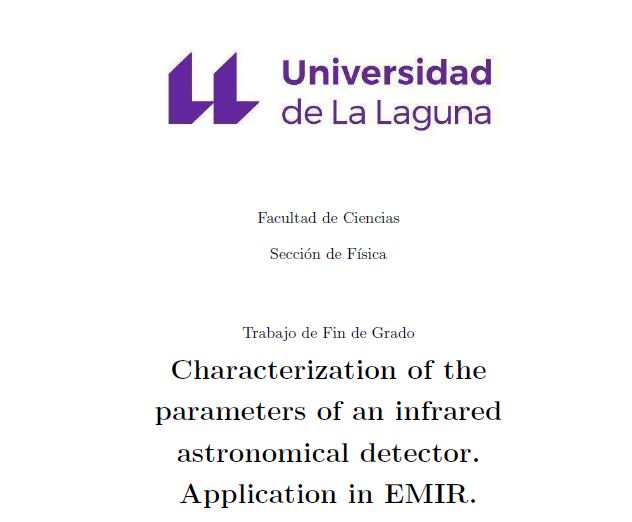 Universidad
de La Laguna
Facultad de Ciencias
Sección de Física
Trabajo de Fin de Grado
Characterization of the
parameters of an infrared
astronomical detector.
Application in EMIR.